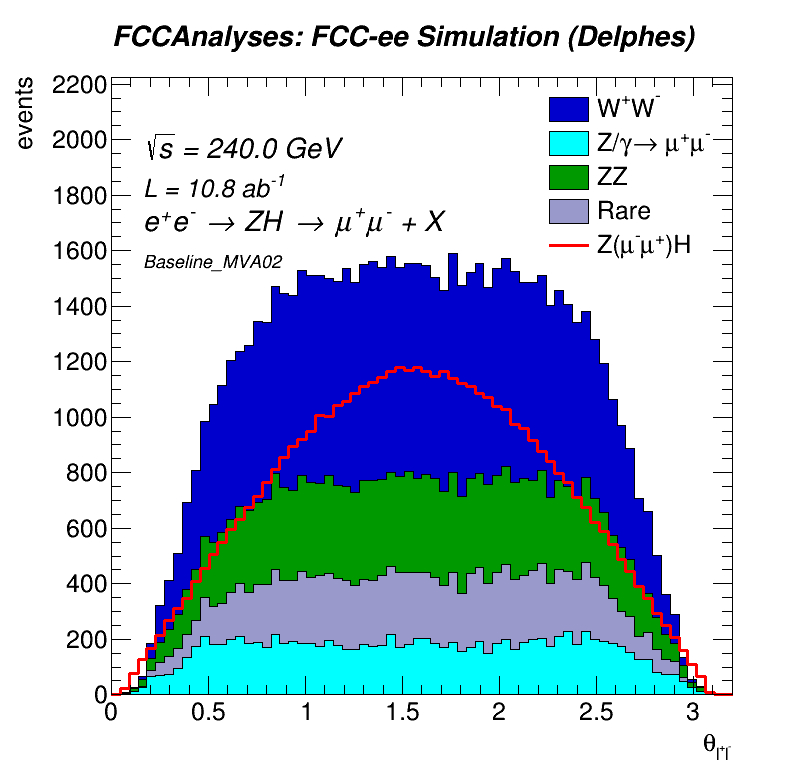 FCCAnalyses: FCC-ee Simulation (Delphes)
events
2200
2000
1800
1600
1400
1200
1000
800
600
400
200
0
√s = 240.0 GeV
L = 10.8 ab⁻¹
e⁺e⁻ → ZH → μ⁺μ⁻ + X
Baseline_MVA02
W⁺W⁻
Z/γ→ μ⁺μ⁻
ZZ
Rare
Z(μ⁻μ⁺)H
0 0.5 1 1.5 2 2.5 3
θ_l⁺l⁻